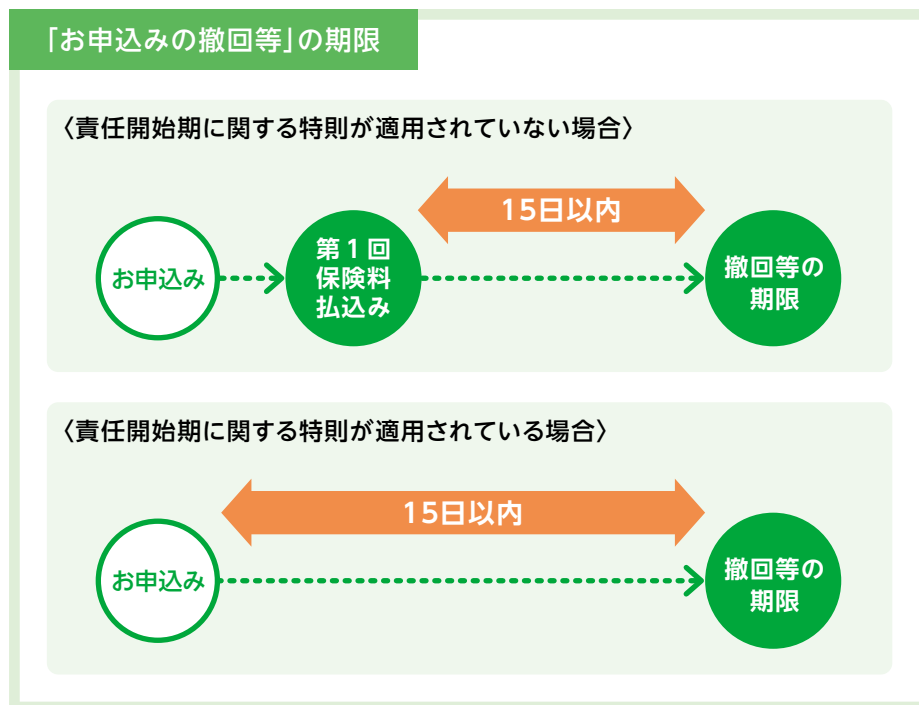 「お申込みの撤回等」の期限
〈責任開始期に関する特則が適用されていない場合〉
15日以内
お申込み
第1回
保険料
払込み
撤回等の
期限
〈責任開始期に関する特則が適用されている場合〉
15日以内
お申込み
撤回等の
期限